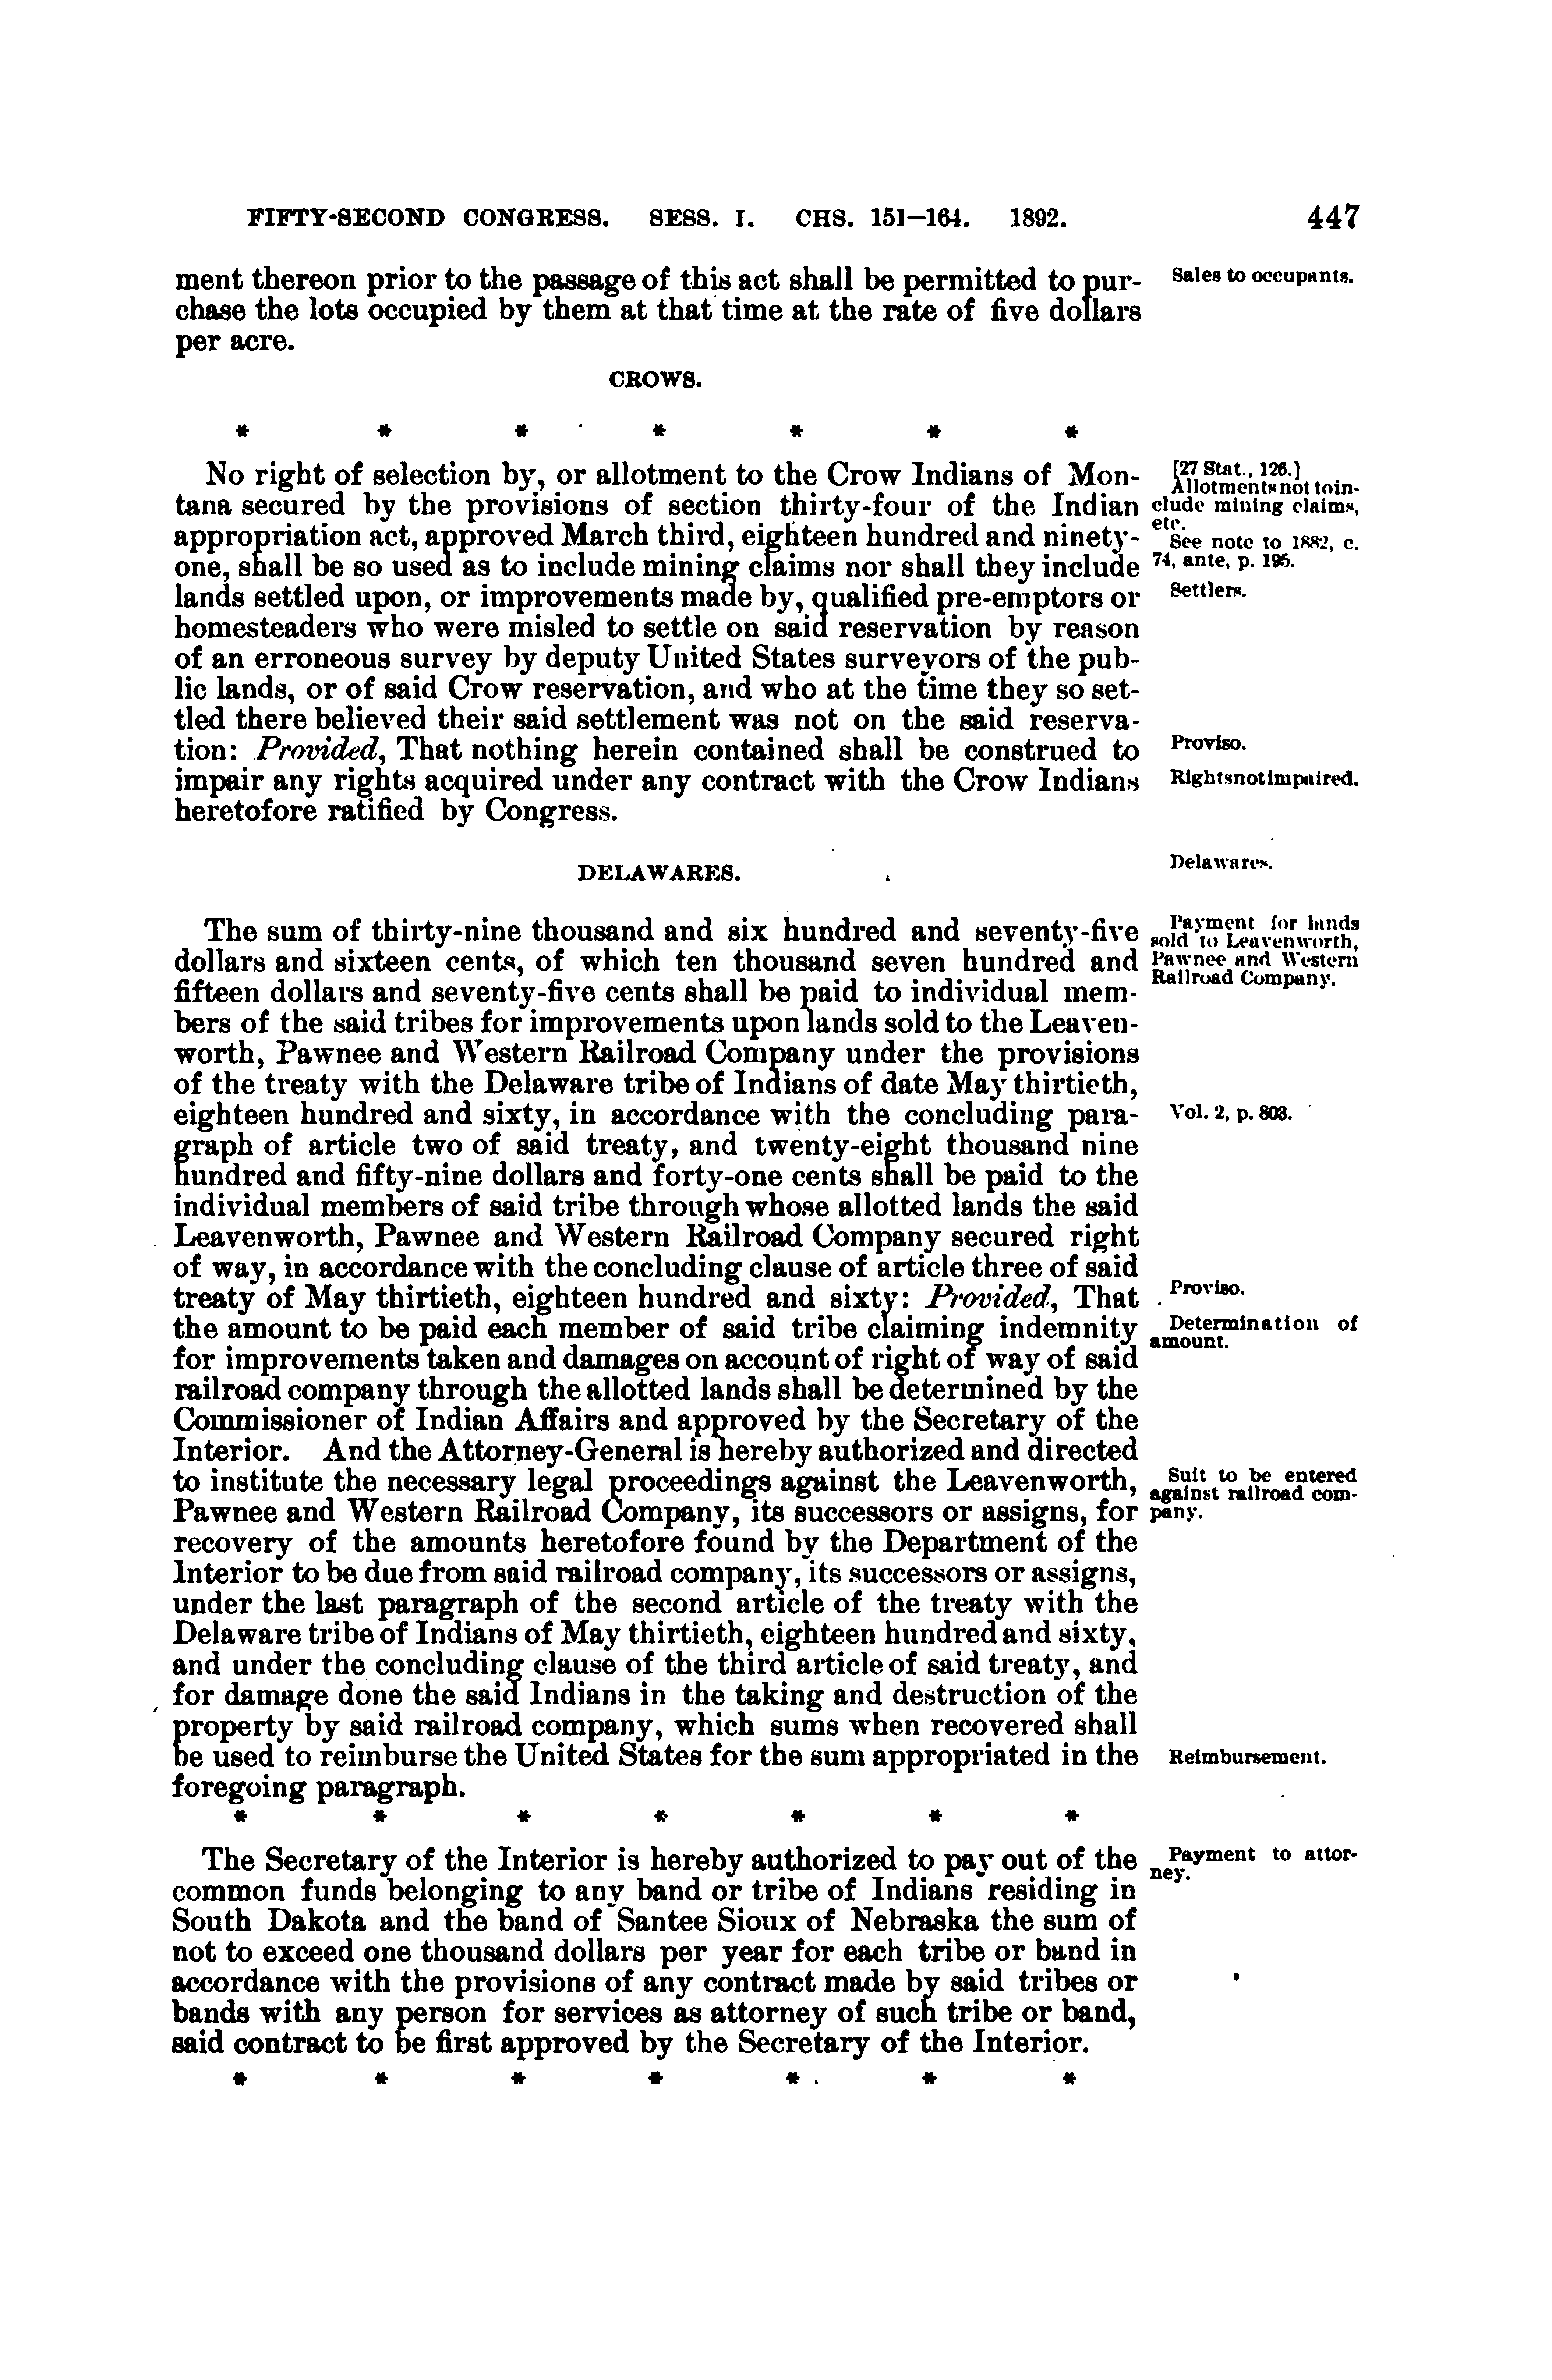 FIFTY-SECOND CONGRESS. SESS. I. CHS. 151–164. 1892. 447
ment thereon prior to the passage of this act shall be permitted to pur-
chase the lots occupied by them at that time at the rate of five dollars
per acre.
Sales to occupants.
CROWS.
* * * * * * *
No right of selection by, or allotment to the Crow Indians of Mon-
tana secured by the provisions of section thirty-four of the Indian
appropriation act, approved March third, eighteen hundred and ninety-
one, shall be so used as to include mining claims nor shall they include
lands settled upon, or improvements made by, qualified pre-emptors or
homesteaders who were misled to settle on said reservation by reason
of an erroneous survey by deputy United States surveyors of the pub-
lic lands, or of said Crow reservation, and who at the time they so set-
tled there believed their said settlement was not on the said reserva-
tion: Provided, That nothing herein contained shall be construed to
impair any rights acquired under any contract with the Crow Indians
heretofore ratified by Congress.
[27 Stat., 126.]
Allotments not to in-
clude mining claims,
etc.
See note to 1882, c.
74, ante, p. 195.
Settlers.
Proviso.
Rights not impaired.
DELAWARES.
Delawares.
The sum of thirty-nine thousand and six hundred and seventy-five
dollars and sixteen cents, of which ten thousand seven hundred and
fifteen dollars and seventy-five cents shall be paid to individual mem-
bers of the said tribes for improvements upon lands sold to the Leaven-
worth, Pawnee and Western Railroad Company under the provisions
of the treaty with the Delaware tribe of Indians of date May thirtieth,
eighteen hundred and sixty, in accordance with the concluding para-
graph of article two of said treaty, and twenty-eight thousand nine
hundred and fifty-nine dollars and forty-one cents shall be paid to the
individual members of said tribe through whose allotted lands the said
Leavenworth, Pawnee and Western Railroad Company secured right
of way, in accordance with the concluding clause of article three of said
treaty of May thirtieth, eighteen hundred and sixty: Provided, That
the amount to be paid each member of said tribe claiming indemnity
for improvements taken and damages on account of right of way of said
railroad company through the allotted lands shall be determined by the
Commissioner of Indian Affairs and approved by the Secretary of the
Interior. And the Attorney-General is hereby authorized and directed
to institute the necessary legal proceedings against the Leavenworth,
Pawnee and Western Railroad Company, its successors or assigns, for
recovery of the amounts heretofore found by the Department of the
Interior to be due from said railroad company, its successors or assigns,
under the last paragraph of the second article of the treaty with the
Delaware tribe of Indians of May thirtieth, eighteen hundred and sixty,
and under the concluding clause of the third article of said treaty, and
for damage done the said Indians in the taking and destruction of the
property by said railroad company, which sums when recovered shall
be used to reimburse the United States for the sum appropriated in the
foregoing paragraph.
Payment for lands
sold to Leavenworth,
Pawnee and Western
Railroad Company.
Vol. 2, p. 803.
Proviso.
Determination of
amount.
Suit to be entered
against railroad com-
pany.
Reimbursement.
* * * * * * *
The Secretary of the Interior is hereby authorized to pay out of the
common funds belonging to any band or tribe of Indians residing in
South Dakota and the band of Santee Sioux of Nebraska the sum of
not to exceed one thousand dollars per year for each tribe or band in
accordance with the provisions of any contract made by said tribes or
bands with any person for services as attorney of such tribe or band,
said contract to be first approved by the Secretary of the Interior.
Payment to attor-
ney.
* * * * * * *